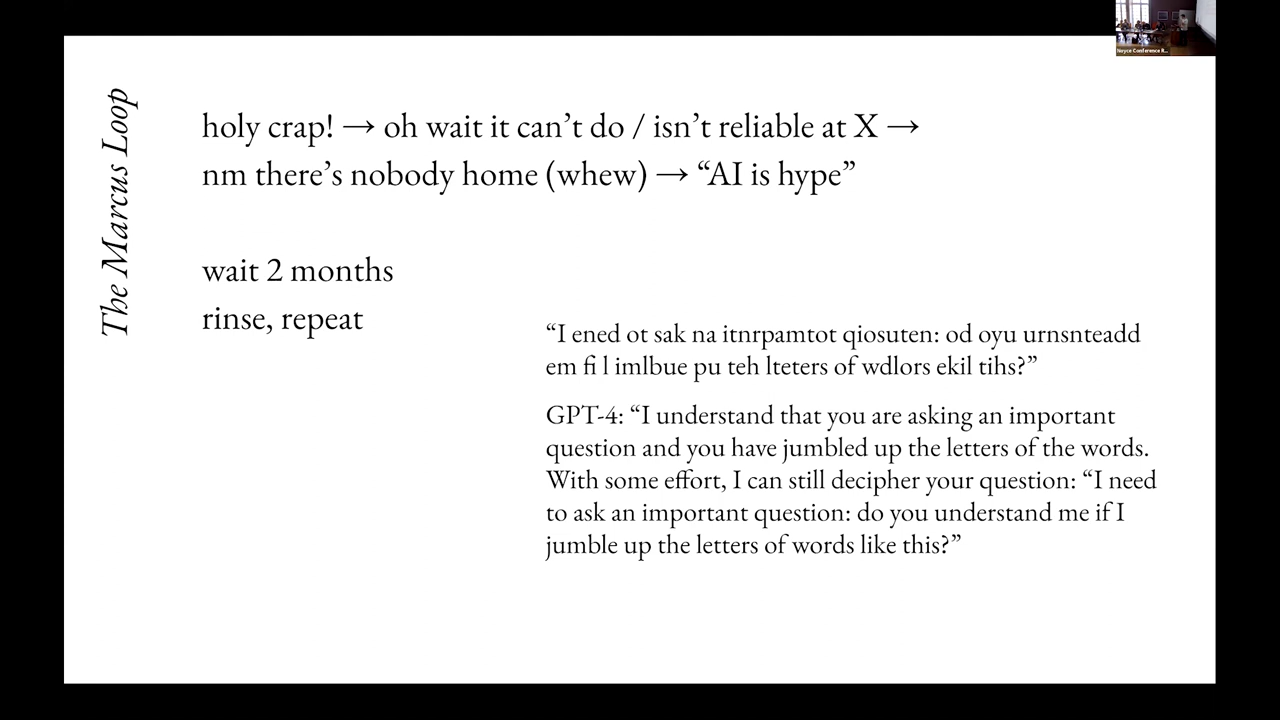 The Marcus Loop
holy crap! → oh wait it can’t do / isn’t reliable at X →
nm there’s nobody home (whew) → “AI is hype”
wait 2 months
rinse, repeat
“I ened ot sak na itnrpamtot qiosuten: od oyu urnsnteadd
em fi l imlbue pu teh lteters of wdlors ekil tihs?”
GPT-4: “I understand that you are asking an important
question and you have jumbled up the letters of the words.
With some effort, I can still decipher your question: “I need
to ask an important question: do you understand me if I
jumble up the letters of words like this?”
Noyce Conference R...